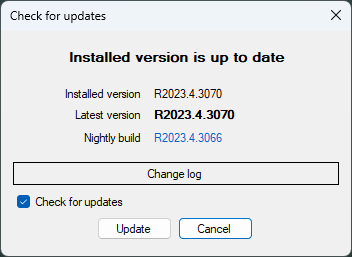 Check for updates
Installed version is up to date
Installed version R2023.4.3070
Latest version R2023.4.3070
Nightly build R2023.4.3066
Change log
Check for updates
Update Cancel